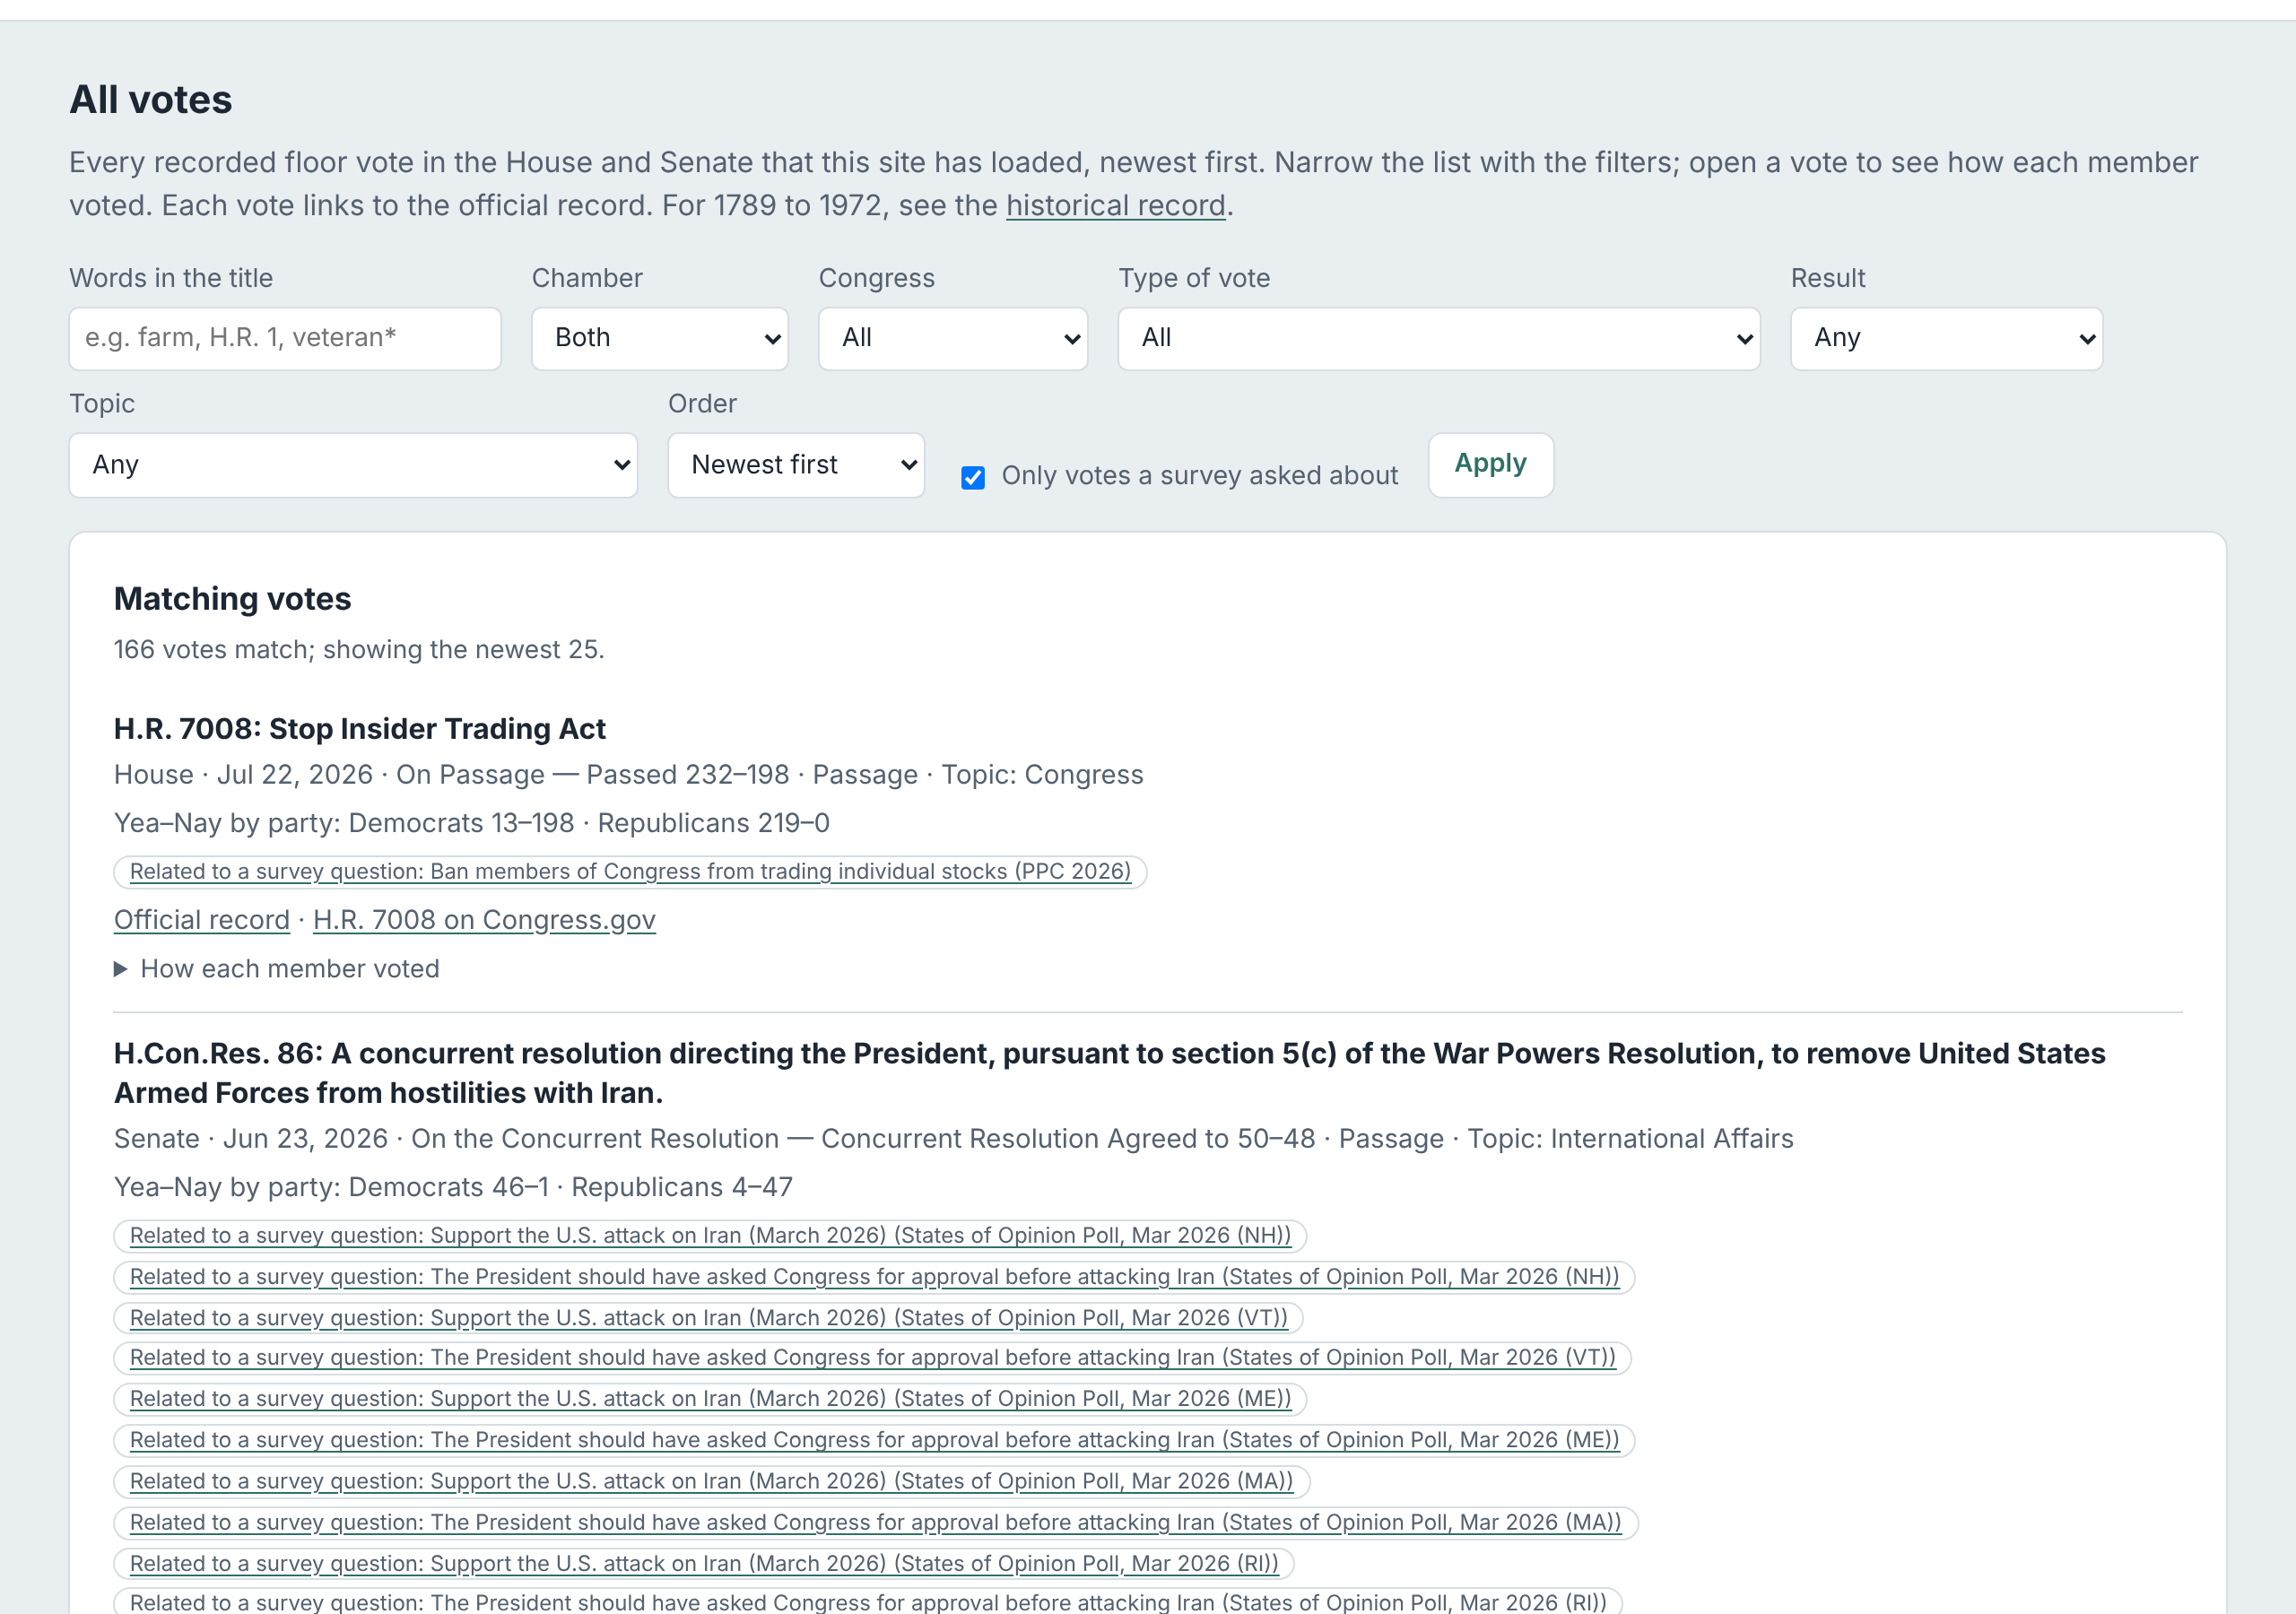 All votes
Every recorded floor vote in the House and Senate that this site has loaded, newest first. Narrow the list with the filters; open a vote to see how each member
voted. Each vote links to the official record. For 1789 to 1972, see the historical record.
Words in the title
Chamber
Congress
Type of vote
Result
e.g. farm, H.R. 1, veteran*
Both
All
All
Any
Topic
Order
Any
Newest first
Only votes a survey asked about
Apply
Matching votes
166 votes match; showing the newest 25.
H.R. 7008: Stop Insider Trading Act
House · Jul 22, 2026 · On Passage — Passed 232–198 · Passage · Topic: Congress
Yea–Nay by party: Democrats 13–198 · Republicans 219–0
Related to a survey question: Ban members of Congress from trading individual stocks (PPC 2026)
Official record · H.R. 7008 on Congress.gov
How each member voted
H.Con.Res. 86: A concurrent resolution directing the President, pursuant to section 5(c) of the War Powers Resolution, to remove United States
Armed Forces from hostilities with Iran.
Senate · Jun 23, 2026 · On the Concurrent Resolution — Concurrent Resolution Agreed to 50–48 · Passage · Topic: International Affairs
Yea–Nay by party: Democrats 46–1 · Republicans 4–47
Related to a survey question: Support the U.S. attack on Iran (March 2026) (States of Opinion Poll, Mar 2026 (NH))
Related to a survey question: The President should have asked Congress for approval before attacking Iran (States of Opinion Poll, Mar 2026 (NH))
Related to a survey question: Support the U.S. attack on Iran (March 2026) (States of Opinion Poll, Mar 2026 (VT))
Related to a survey question: The President should have asked Congress for approval before attacking Iran (States of Opinion Poll, Mar 2026 (VT))
Related to a survey question: Support the U.S. attack on Iran (March 2026) (States of Opinion Poll, Mar 2026 (ME))
Related to a survey question: The President should have asked Congress for approval before attacking Iran (States of Opinion Poll, Mar 2026 (ME))
Related to a survey question: Support the U.S. attack on Iran (March 2026) (States of Opinion Poll, Mar 2026 (MA))
Related to a survey question: The President should have asked Congress for approval before attacking Iran (States of Opinion Poll, Mar 2026 (MA))
Related to a survey question: Support the U.S. attack on Iran (March 2026) (States of Opinion Poll, Mar 2026 (RI))
Related to a survey question: The President should have asked Congress for approval before attacking Iran (States of Opinion Poll, Mar 2026 (RI))